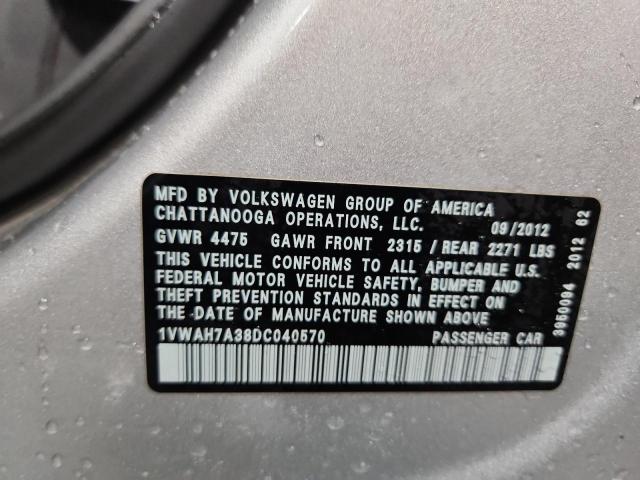 MFD BY VOLKSWAGEN GROUP OF AMERICA
CHATTANOOGA OPERATIONS, LLC. 09/2012
GVWR 4475 GAWR FRONT 2315 / REAR 2271 LBS
THIS VEHICLE CONFORMS TO ALL APPLICABLE U.S.
FEDERAL MOTOR VEHICLE SAFETY, BUMPER AND
THEFT PREVENTION STANDARDS IN EFFECT ON
THE DATE OF MANUFACTURE SHOWN ABOVE
1VWAH7A38DC040570 PASSENGER CAR
3950094 2012 62